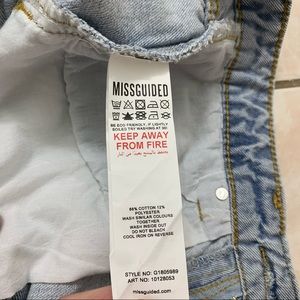 MISSGUIDED
BE ECO FRIENDLY, IF LIGHTLY
SOILED TRY WASHING AT 30!
KEEP AWAY
FROM FIRE
COTTON 12%
POLYESTER
WASH SIMILAR COLOURS
TOGETHER
WASH INSIDE OUT
DO NOT BLEACH
COOL IRON ON REVERSE
STYLE NO: G1805989
ART NO: 10128053
missguided.com